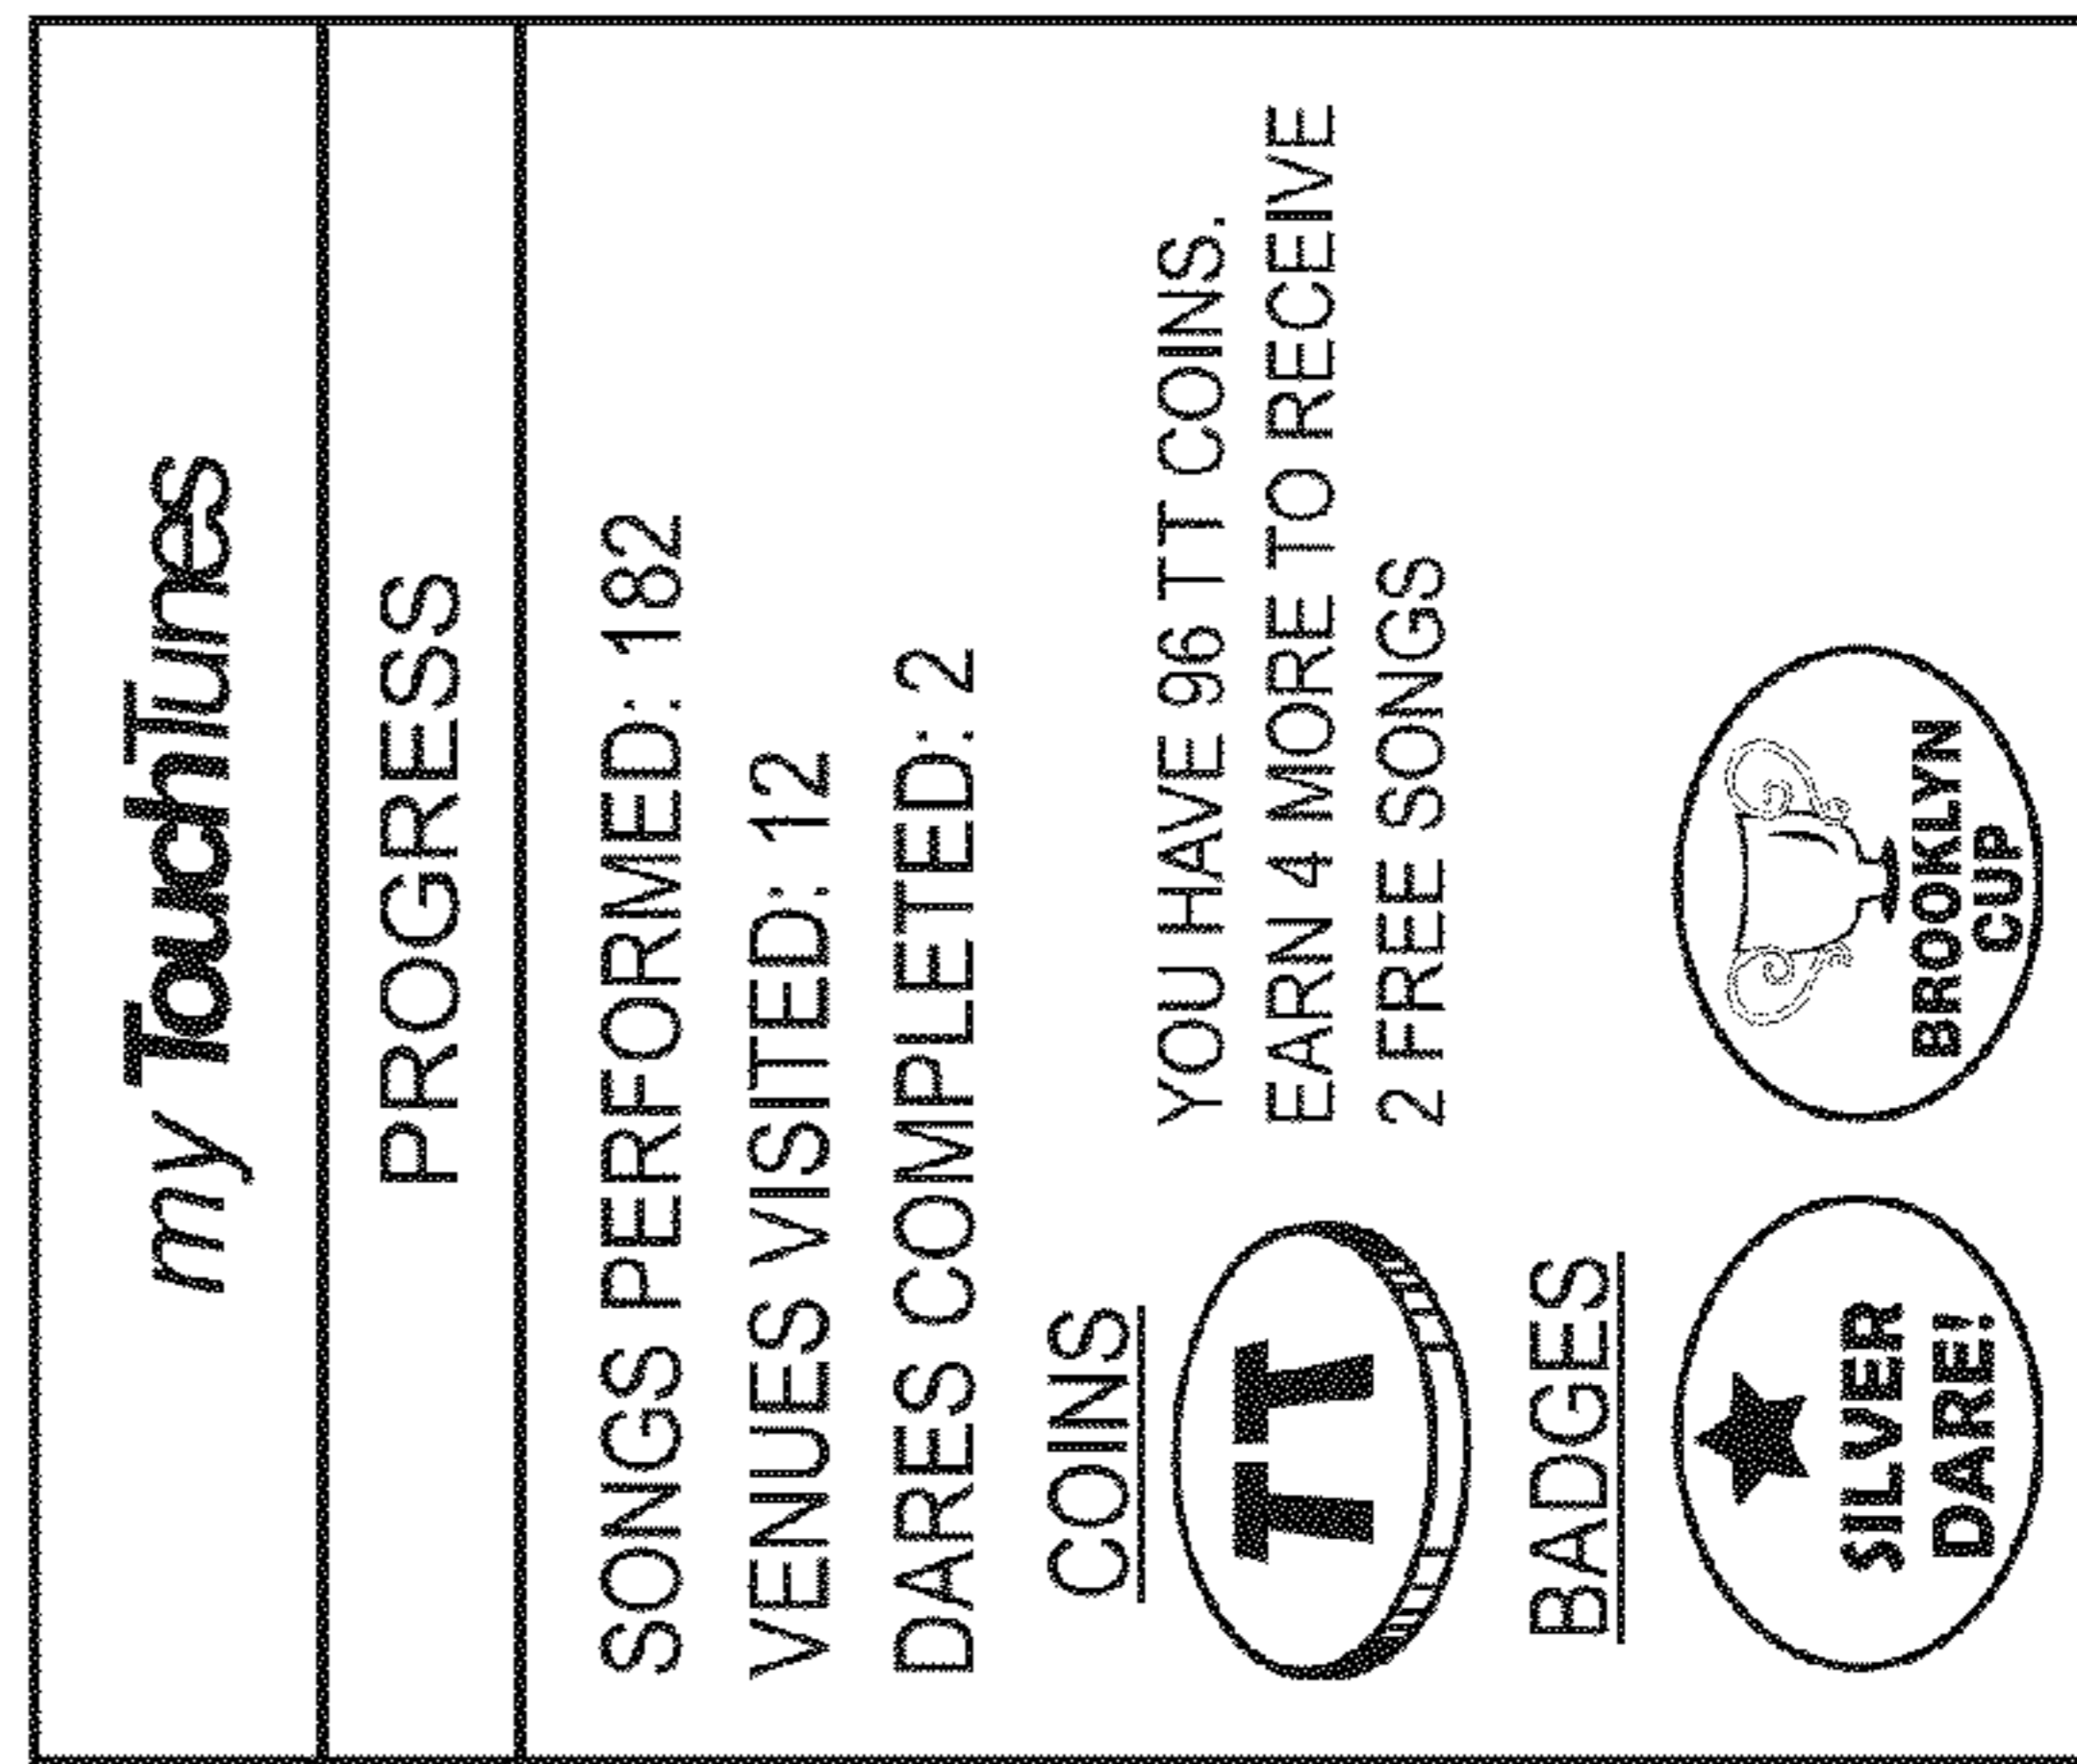 my TouchTunes
PROGRESS
SONGS PERFORMED: 182
VENUES VISITED: 12
DARES COMPLETED: 2
COINS
TT
YOU HAVE 96 TT COINS.
EARN 4 MORE TO RECEIVE
2 FREE SONGS
BADGES
SILVER
DARE!
BROOKLYN
CUP